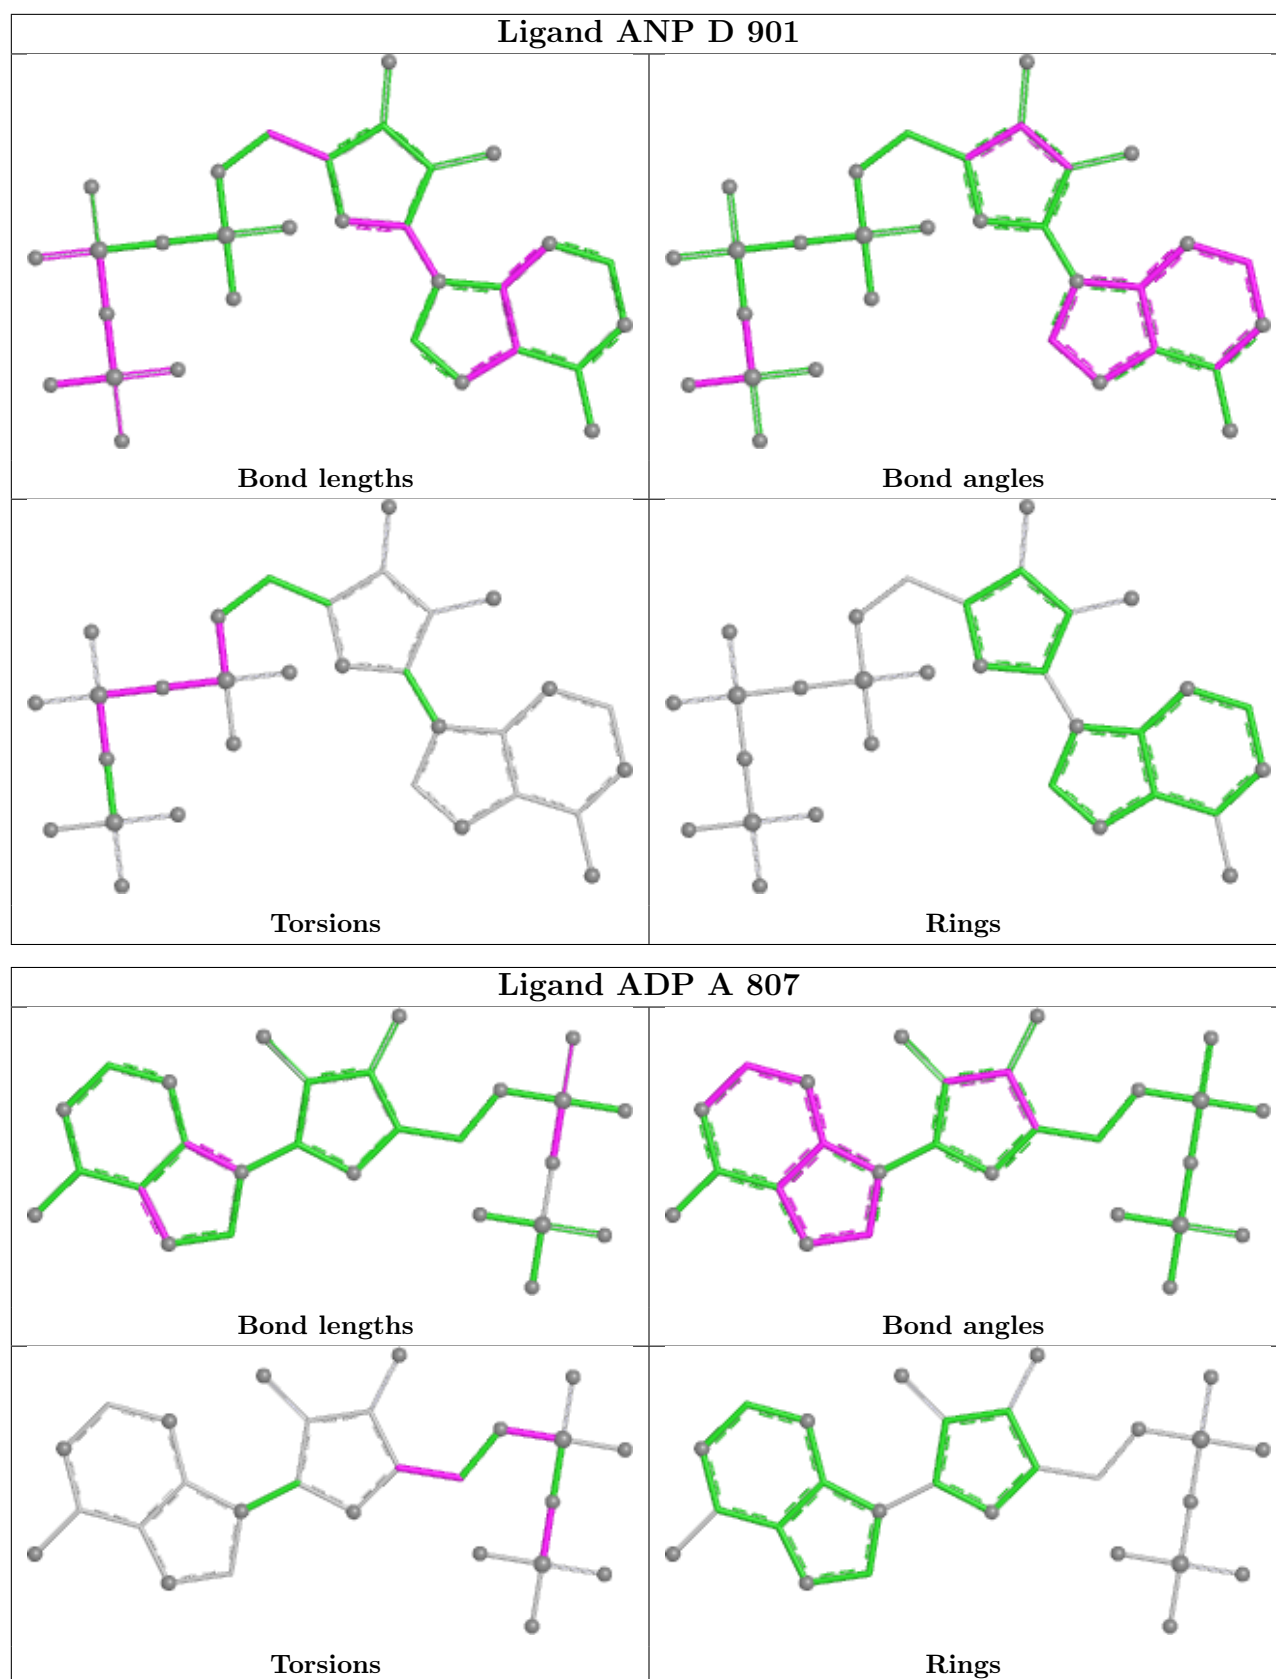 Ligand ANP D 901
Bond lengths
Bond angles
Torsions
Rings
Ligand ADP A 807
Bond lengths
Bond angles
Torsions
Rings